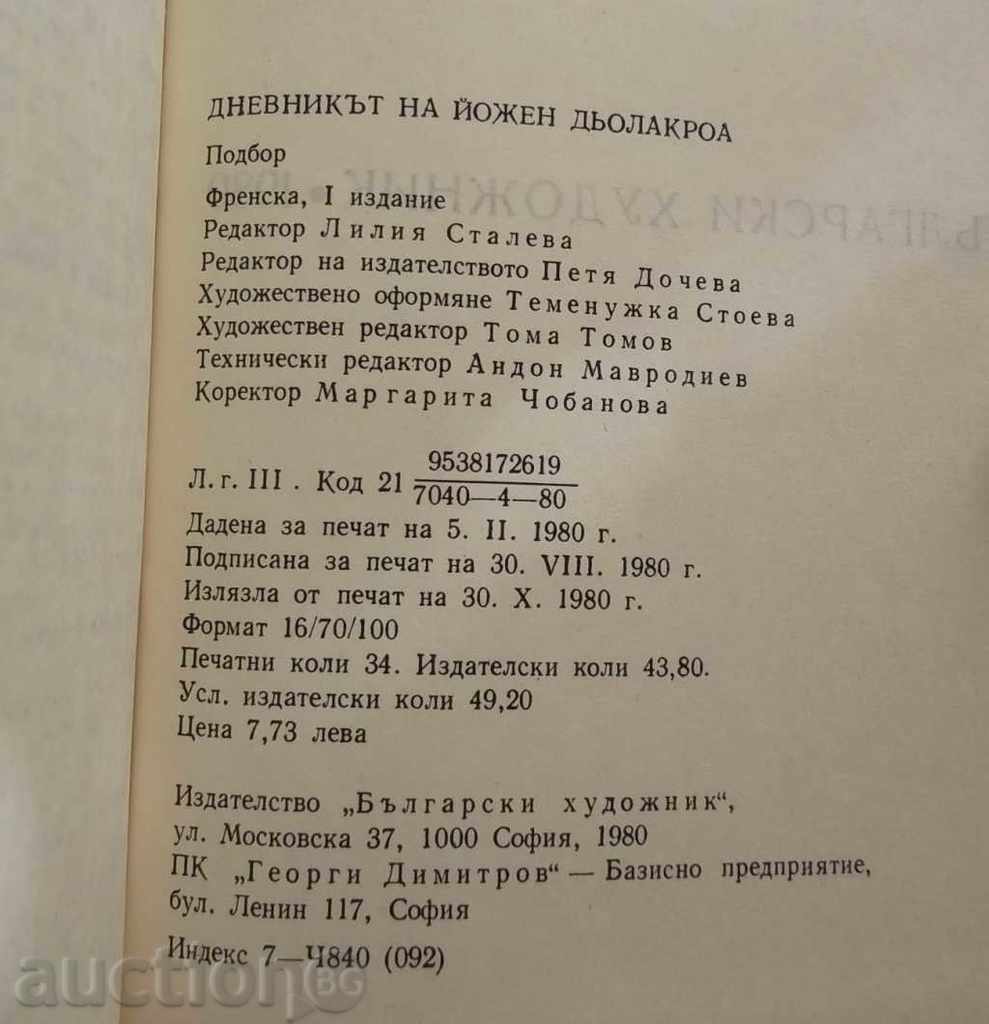 ДНЕВНИКЪТ НА ЙОЖЕН ДЬОЛАКРОА
Подбор
Френска, I издание
Редактор Лилия Сталева
Редактор на издателството Петя Дочева
Художествено оформяне Теменужка Стоева
Художествен редактор Тома Томов
Технически редактор Андон Мавродиев
Коректор Маргарита Чобанова
Л. г. III . Код 21 9538172619
7040—4—80
Дадена за печат на 5. II. 1980 г.
Подписана за печат на 30. VIII. 1980 г.
Излязла от печат на 30. X. 1980 г.
Формат 16/70/100
Печатни коли 34. Издателски коли 43,80.
Усл. издателски коли 49,20
Цена 7,73 лева
Издателство „Български художник“,
ул. Московска 37, 1000 София, 1980
ПК „Георги Димитров“ — Базисно предприятие,
бул. Ленин 117, София
Индекс 7—Ч840 (092)
auction BG